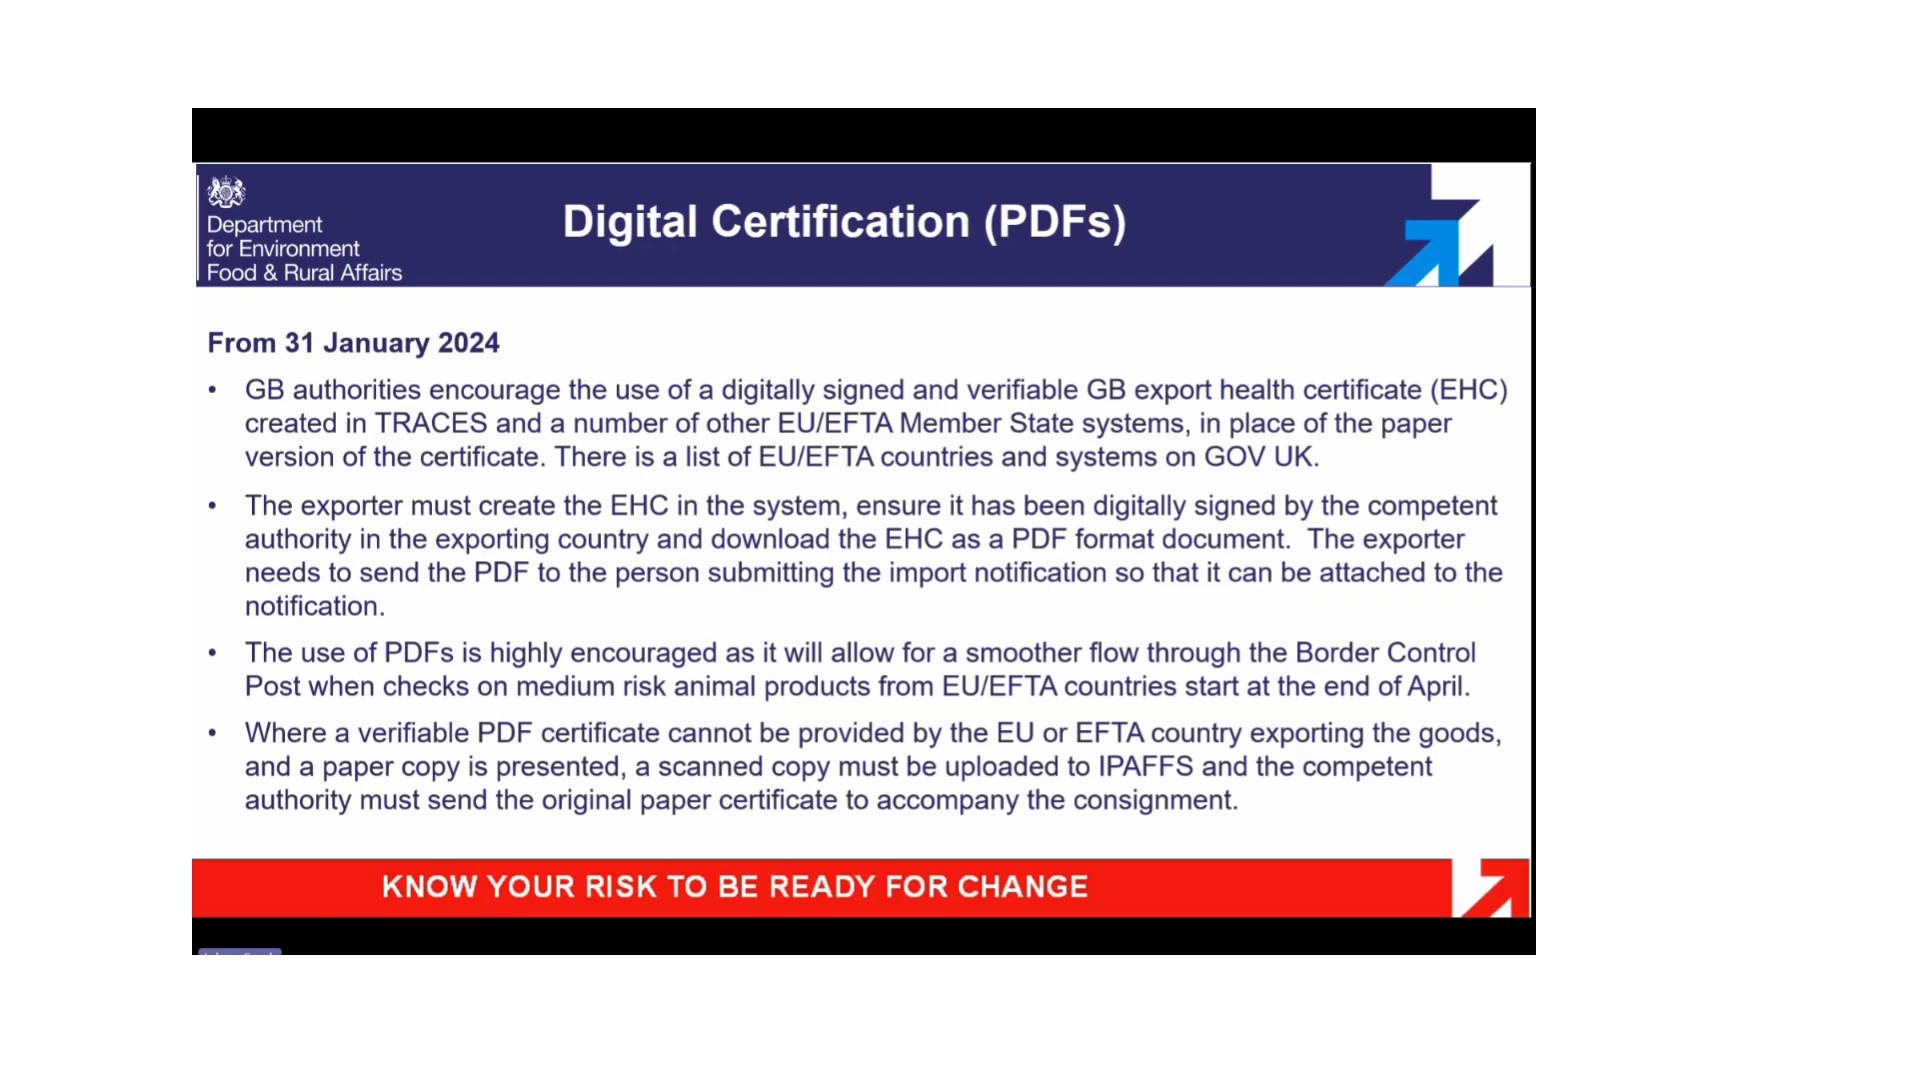 Department
for Environment
Food & Rural Affairs
Digital Certification (PDFs)
From 31 January 2024
• GB authorities encourage the use of a digitally signed and verifiable GB export health certificate (EHC)
created in TRACES and a number of other EU/EFTA Member State systems, in place of the paper
version of the certificate. There is a list of EU/EFTA countries and systems on GOV UK.
• The exporter must create the EHC in the system, ensure it has been digitally signed by the competent
authority in the exporting country and download the EHC as a PDF format document. The exporter
needs to send the PDF to the person submitting the import notification so that it can be attached to the
notification.
• The use of PDFs is highly encouraged as it will allow for a smoother flow through the Border Control
Post when checks on medium risk animal products from EU/EFTA countries start at the end of April.
• Where a verifiable PDF certificate cannot be provided by the EU or EFTA country exporting the goods,
and a paper copy is presented, a scanned copy must be uploaded to IPAFFS and the competent
authority must send the original paper certificate to accompany the consignment.
KNOW YOUR RISK TO BE READY FOR CHANGE